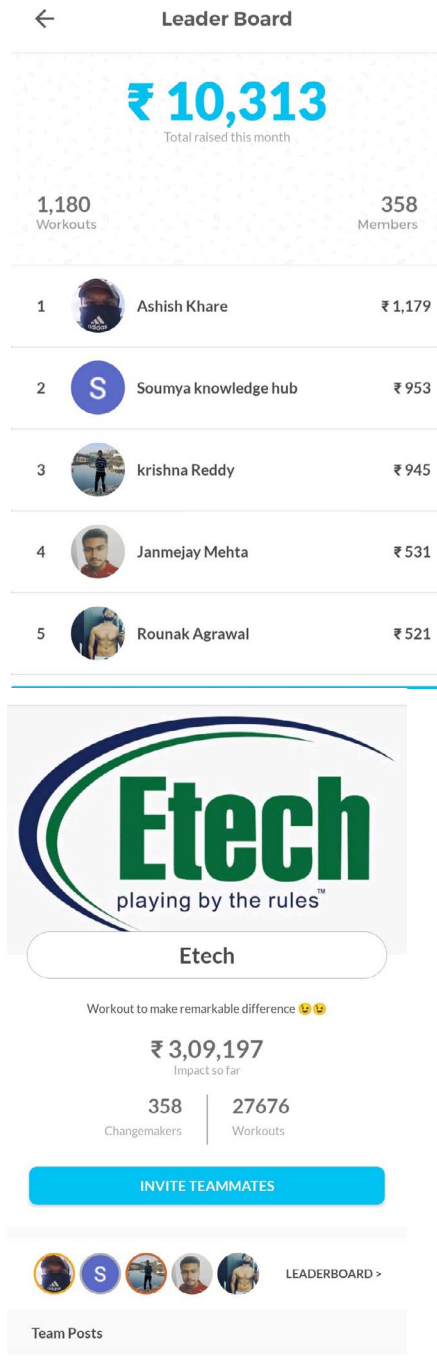 Leader Board
₹ 10,313
Total raised this month
1,180 358
Workouts Members
1 adidas Ashish Khare ₹ 1,179
2 S Soumya knowledge hub ₹ 953
3 krishna Reddy ₹ 945
4 Janmejay Mehta ₹ 531
5 Rounak Agrawal ₹ 521
Etech
playing by the rules™
Etech
Workout to make remarkable difference 😉😉
₹ 3,09,197
Impact so far
358 27676
Changemakers Workouts
INVITE TEAMMATES
S LEADERBOARD >
Team Posts